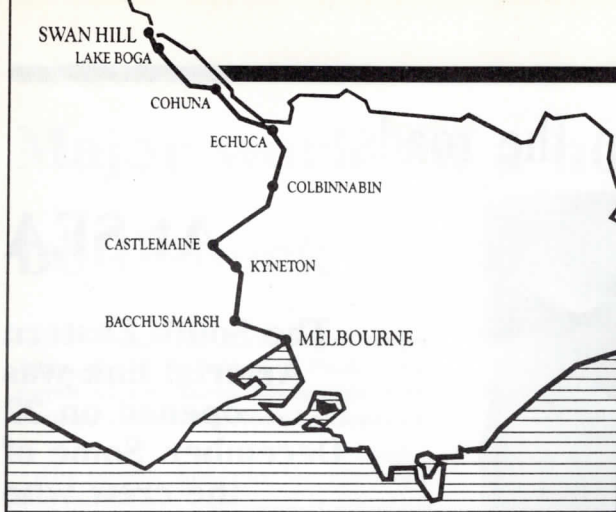 SWAN HILL
LAKE BOGA
COHUNA
ECHUCA
COLBINNABIN
CASTLEMAINE
KYNETON
BACCHUS MARSH
MELBOURNE